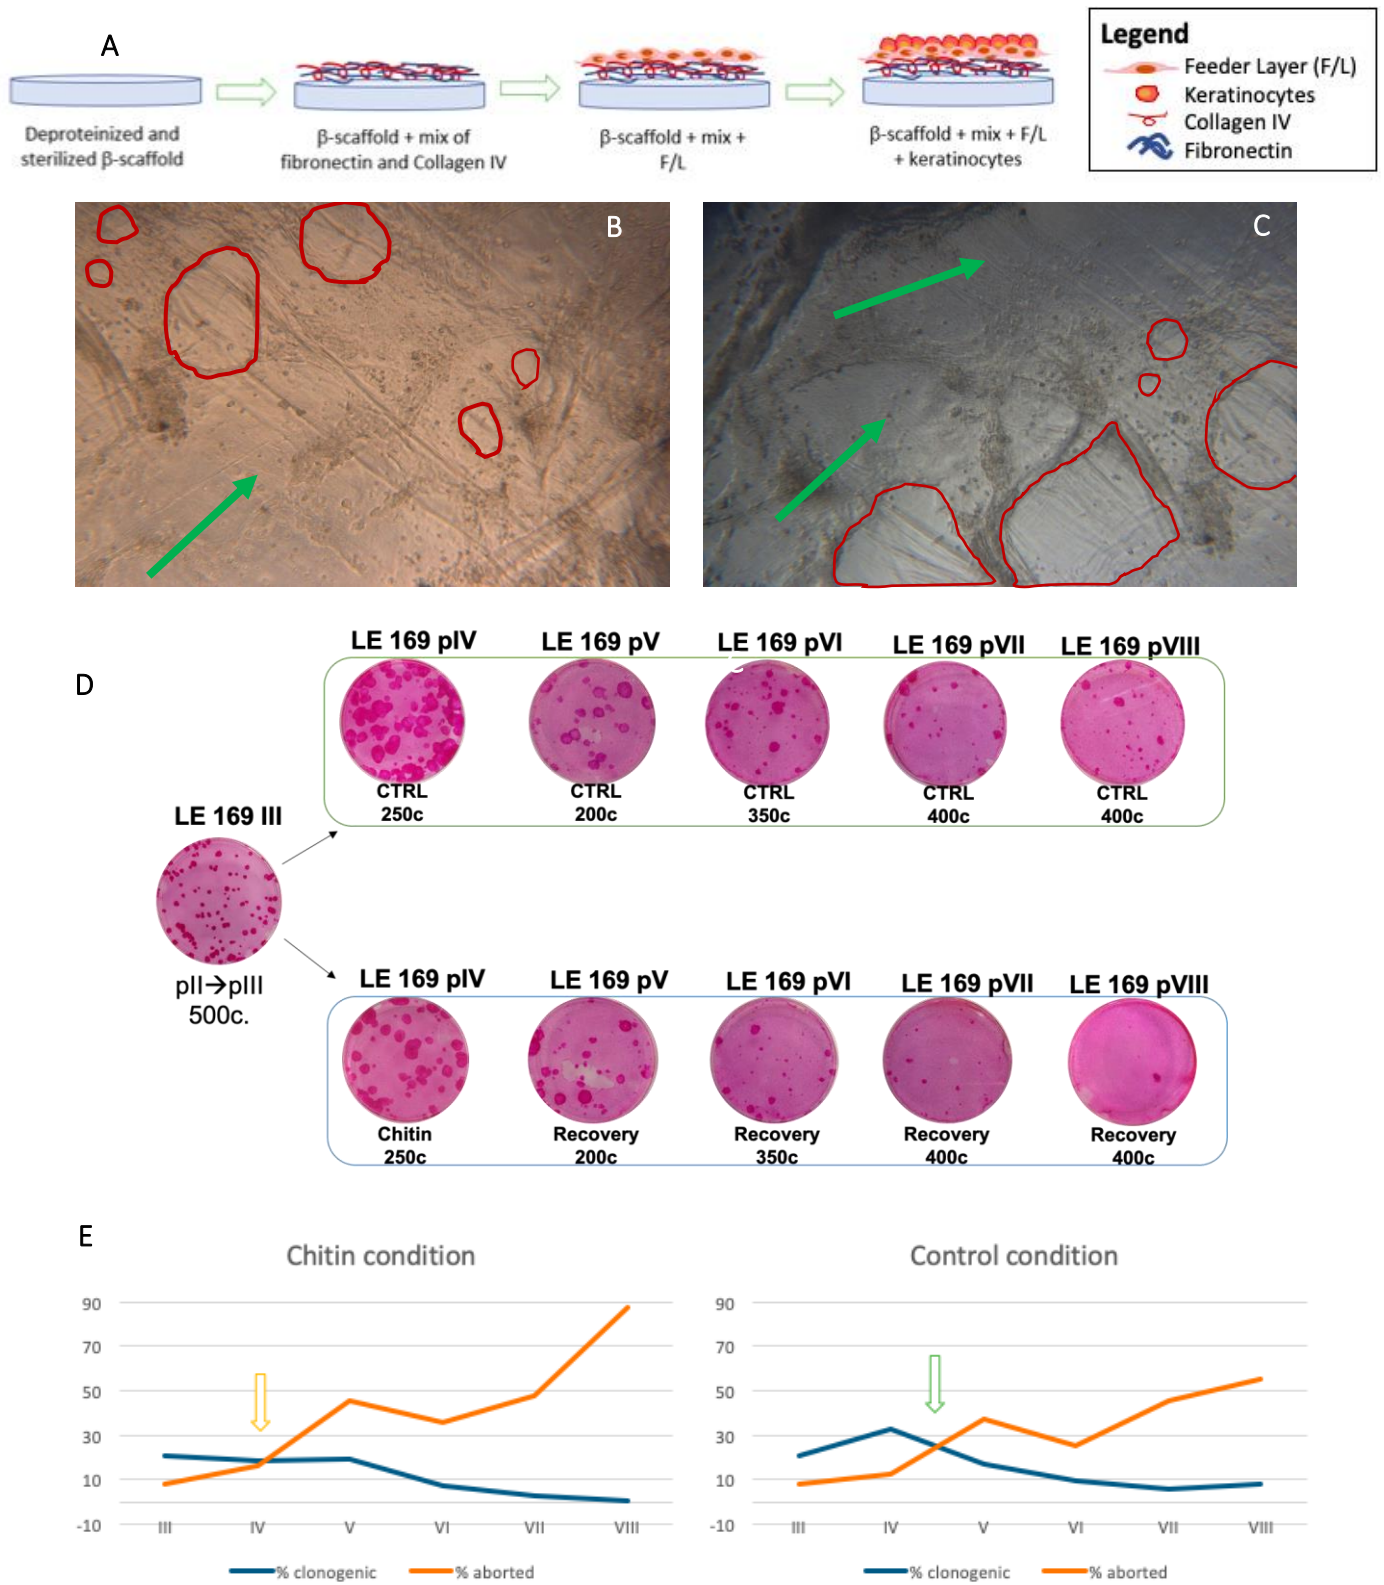 A
Deproteinized and
sterilized β-scaffold
β-scaffold + mix of
fibronectin and Collagen IV
β-scaffold + mix +
F/L
β-scaffold + mix + F/L
+ keratinocytes
Legend
Feeder Layer (F/L)
Keratinocytes
Collagen IV
Fibronectin
B
C
D
LE 169 pIV
LE 169 pV
LE 169 pVI
LE 169 pVII
LE 169 pVIII
CTRL
250c
CTRL
200c
CTRL
350c
CTRL
400c
CTRL
400c
LE 169 III
pII→pIII
500c.
LE 169 pIV
LE 169 pV
LE 169 pVI
LE 169 pVII
LE 169 pVIII
Chitin
250c
Recovery
200c
Recovery
350c
Recovery
400c
Recovery
400c
E
Chitin condition
90
70
50
30
10
-10
III IV V VI VII VIII
% clonogenic % aborted
Control condition
90
70
50
30
10
-10
III IV V VI VII VIII
% clonogenic % aborted